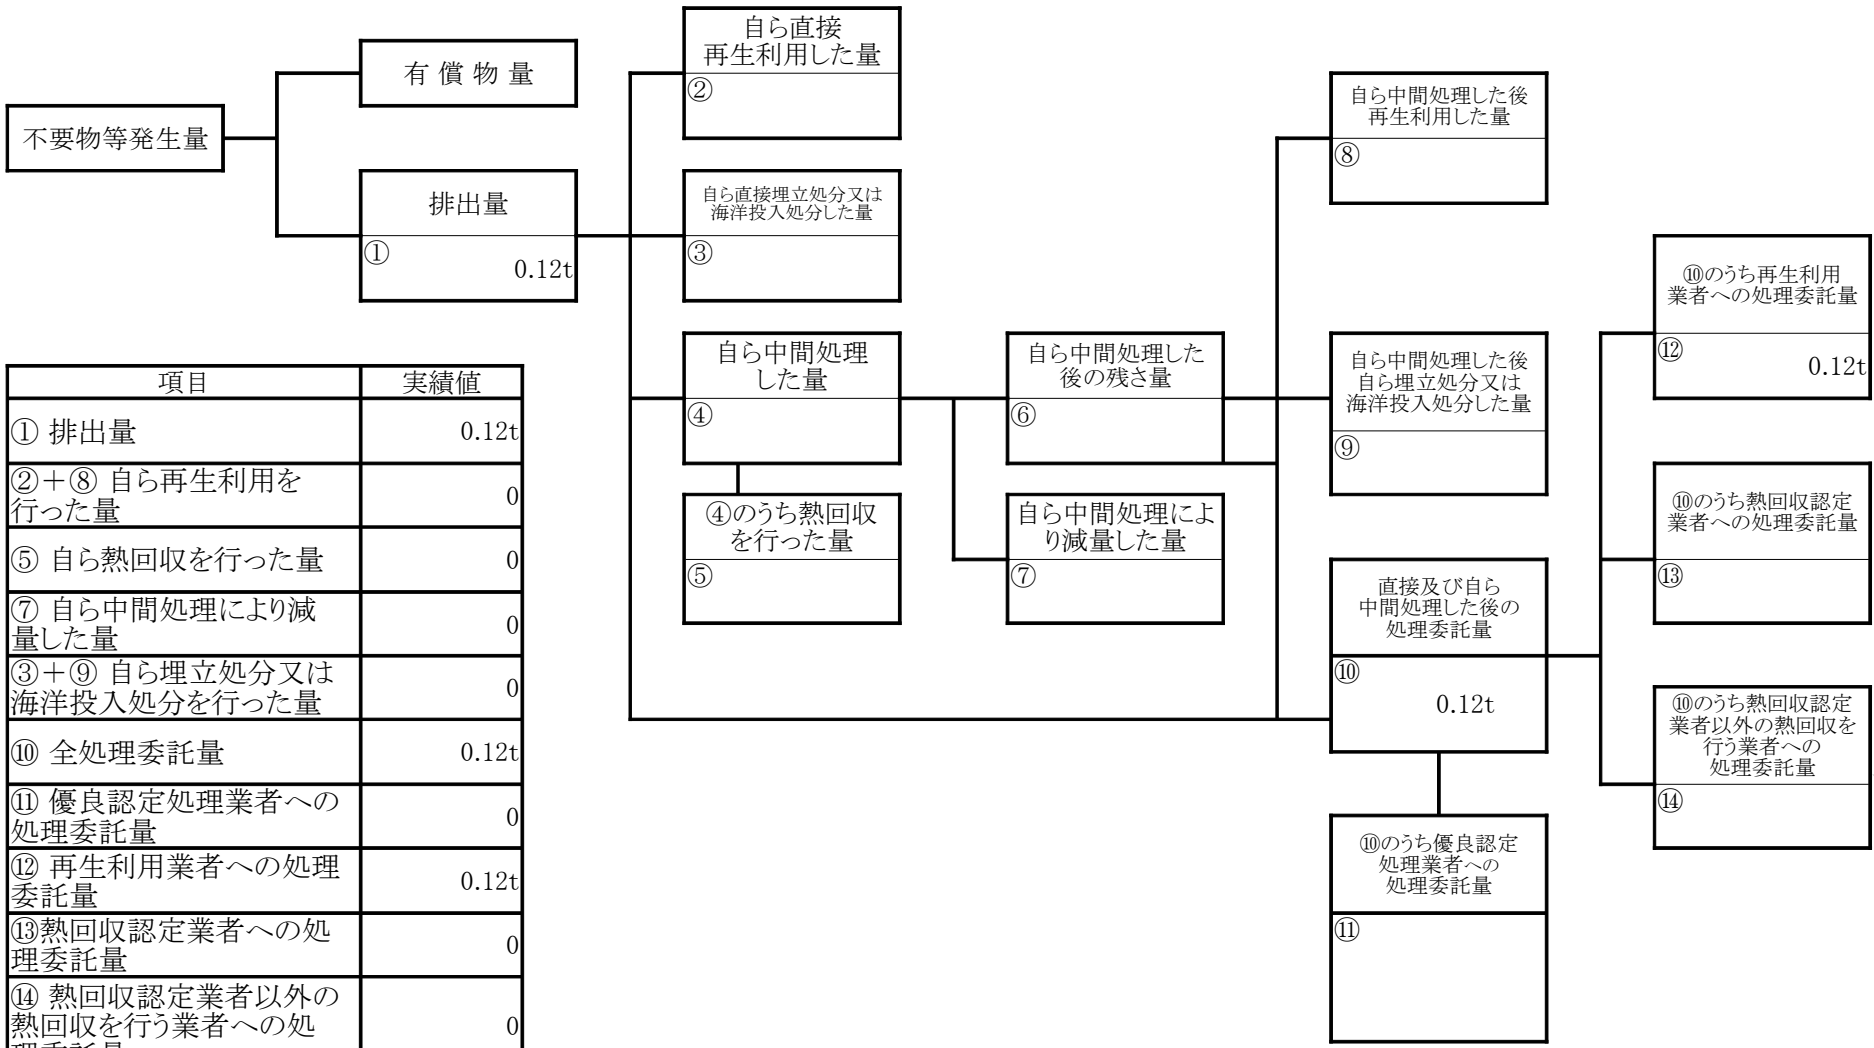 自ら直接
再生利用した量
②
有 償 物 量
不要物等発生量
排出量
①
0.12t
自ら直接埋立処分又は
海洋投入処分した量
③
自ら中間処理した後
再生利用した量
⑧
⑩のうち再生利用
業者への処理委託量
⑫
0.12t
自ら中間処理
した量
④
自ら中間処理した
後の残さ量
⑥
自ら中間処理した後
自ら埋立処分又は
海洋投入処分した量
⑨
④のうち熱回収
を行った量
⑤
自ら中間処理によ
り減量した量
⑦
⑩のうち熱回収認定
業者への処理委託量
⑬
直接及び自ら
中間処理した後の
処理委託量
⑩
0.12t
⑩のうち熱回収認定
業者以外の熱回収を
行う業者への
処理委託量
⑭
⑩のうち優良認定
処理業者への
処理委託量
⑪
項目 実績値
① 排出量 0.12t
②＋⑧ 自ら再生利用を
行った量 0
⑤ 自ら熱回収を行った量 0
⑦ 自ら中間処理により減
量した量 0
③＋⑨ 自ら埋立処分又は
海洋投入処分を行った量 0
⑩ 全処理委託量 0.12t
⑪ 優良認定処理業者への
処理委託量 0
⑫ 再生利用業者への処理
委託量 0.12t
⑬熱回収認定業者への処
理委託量 0
⑭ 熱回収認定業者以外の
熱回収を行う業者への処 0